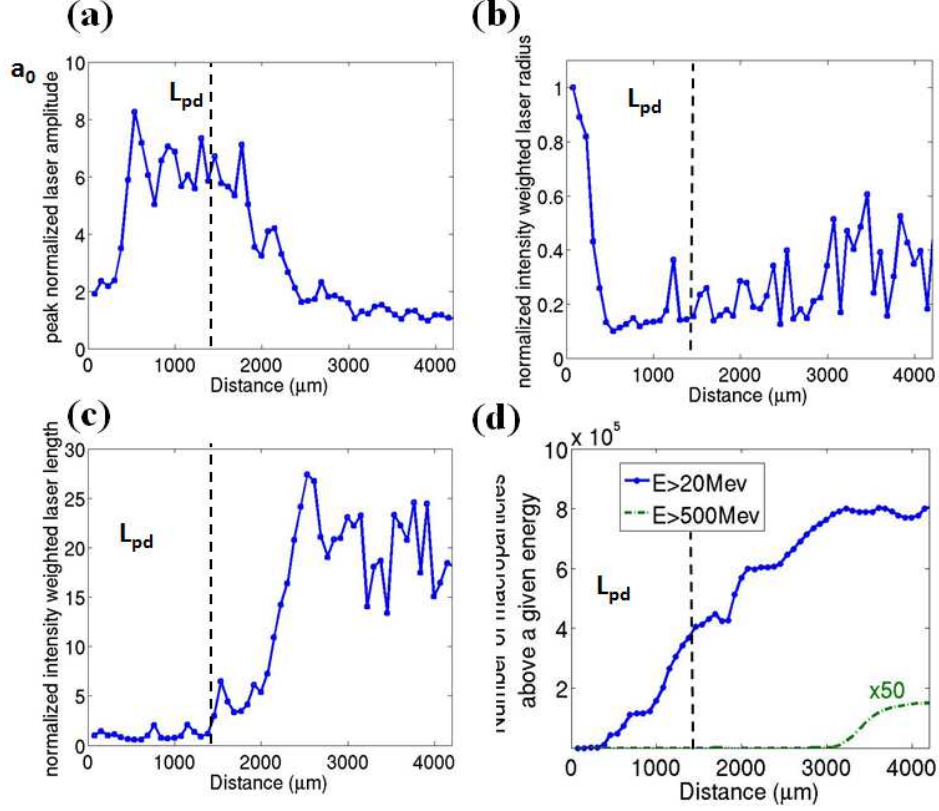 (a)
a0
peak normalized laser amplitude
10
8
6
4
2
0
Lpd
0 1000 2000 3000 4000
Distance (μm)
(b)
normalized intensity weighted laser radius
1
0.8
0.6
0.4
0.2
0
Lpd
0 1000 2000 3000 4000
Distance (μm)
(c)
normalized intensity weighted laser length
30
25
20
15
10
5
0
Lpd
0 1000 2000 3000 4000
Distance (μm)
(d)
x 10^5
Number of macroparticles
above a given energy
10
8
6
4
2
E>20Mev
E>500Mev
Lpd
x50
0 1000 2000 3000 4000
Distance (μm)